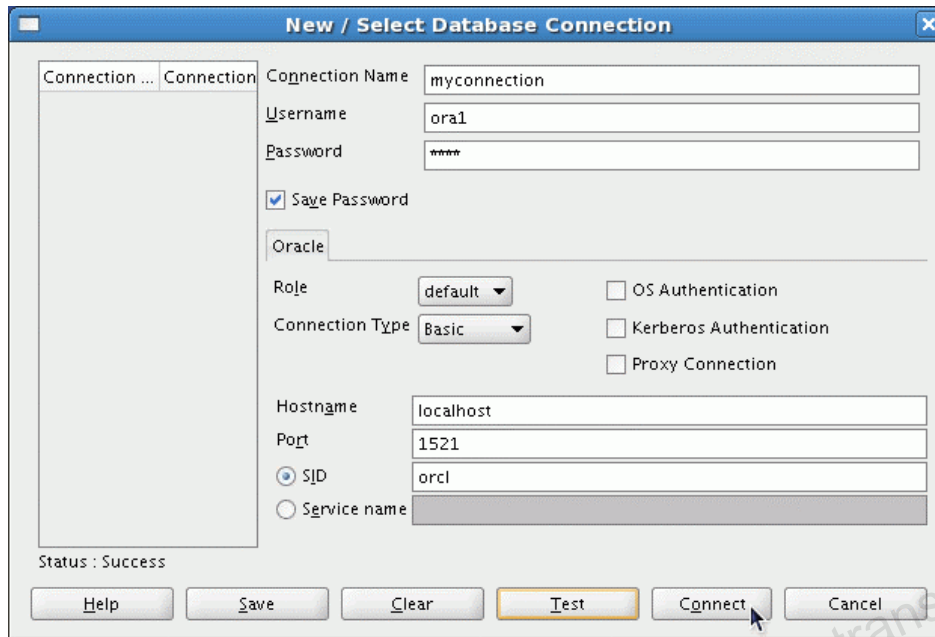 New / Select Database Connection
Connection ... Connection
Connection Name myconnection
Username ora1
Password ****
Save Password
Oracle
Role default
OS Authentication
Connection Type Basic
Kerberos Authentication
Proxy Connection
Hostname localhost
Port 1521
SID orcl
Service name
Status : Success
Help Save Clear Test Connect Cancel